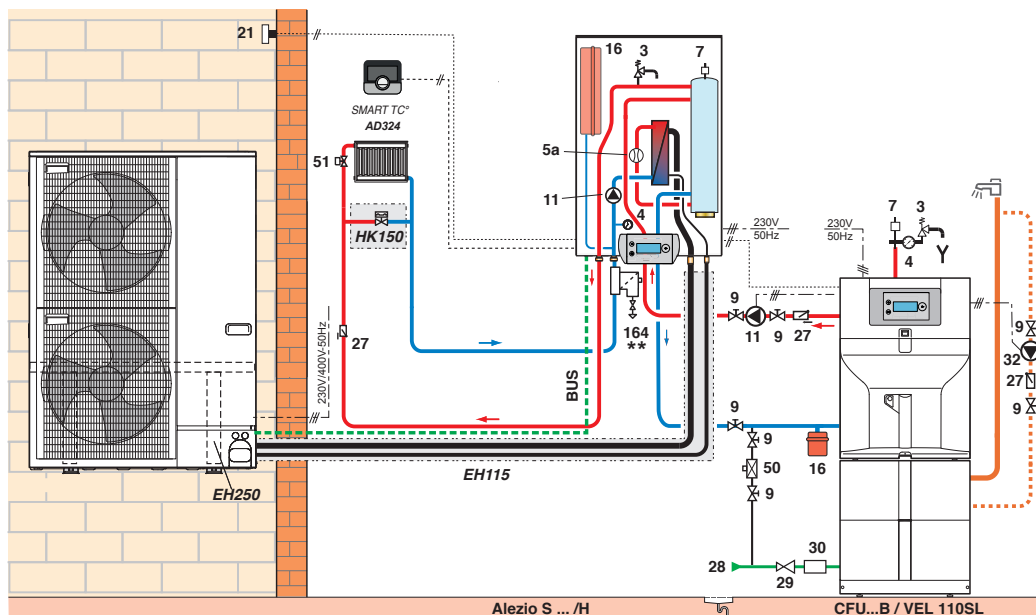 21
16
3
7
7
3
SMART TC°
AD324
5a
4
Y
51
11
4
230V
50Hz
230V
50Hz
HK150
9
11
9
27
9
32
27
9
27
164
**
230V/400V-50Hz
BUS
9
9
50
16
9
EH250
EH115
28
29
30
Alezio S ... /H
CFU...B / VEL 110SL